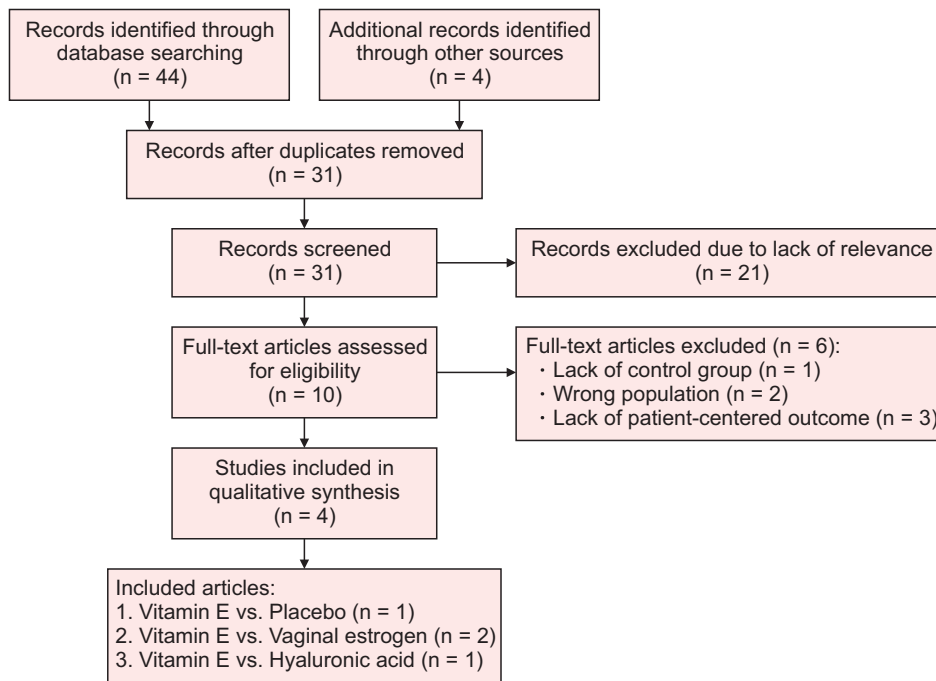 Records identified through
database searching
(n = 44)
Additional records identified
through other sources
(n = 4)
Records after duplicates removed
(n = 31)
Records screened
(n = 31)
Records excluded due to lack of relevance
(n = 21)
Full-text articles assessed
for eligibility
(n = 10)
Full-text articles excluded (n = 6):
· Lack of control group (n = 1)
· Wrong population (n = 2)
· Lack of patient-centered outcome (n = 3)
Studies included in
qualitative synthesis
(n = 4)
Included articles:
1. Vitamin E vs. Placebo (n = 1)
2. Vitamin E vs. Vaginal estrogen (n = 2)
3. Vitamin E vs. Hyaluronic acid (n = 1)